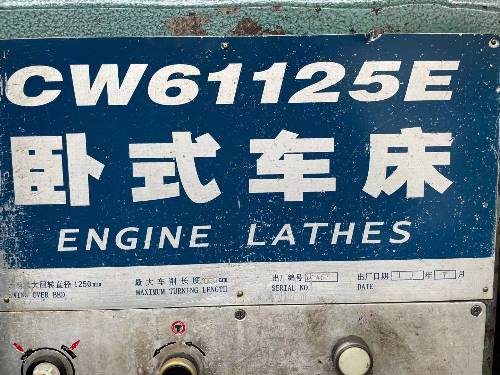 CW61125E
卧式车床
ENGINE LATHES
大回转直径 1250mm
OVER BED
最大车削长度 mm
MAXIMUM TURNING LENGTH
出厂编号
SERIAL NO.
出厂日期 年 月
DATE